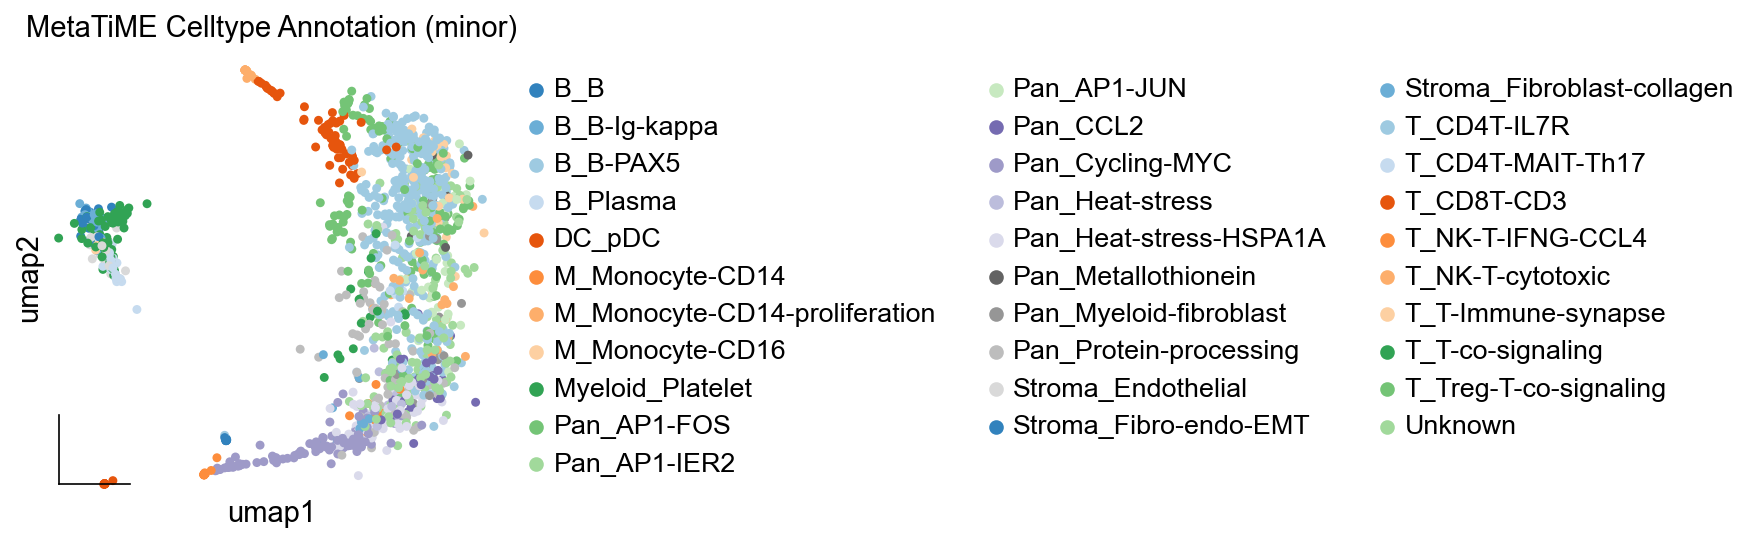 MetaTiME Celltype Annotation (minor)
B_B
B_B-Ig-kappa
B_B-PAX5
B_Plasma
DC_pDC
M_Monocyte-CD14
M_Monocyte-CD14-proliferation
M_Monocyte-CD16
Myeloid_Platelet
Pan_AP1-FOS
Pan_AP1-IER2
Pan_AP1-JUN
Pan_CCL2
Pan_Cycling-MYC
Pan_Heat-stress
Pan_Heat-stress-HSPA1A
Pan_Metallothionein
Pan_Myeloid-fibroblast
Pan_Protein-processing
Stroma_Endothelial
Stroma_Fibro-endo-EMT
Stroma_Fibroblast-collagen
T_CD4T-IL7R
T_CD4T-MAIT-Th17
T_CD8T-CD3
T_NK-T-IFNG-CCL4
T_NK-T-cytotoxic
T_T-Immune-synapse
T_T-co-signaling
T_Treg-T-co-signaling
Unknown
umap2
umap1